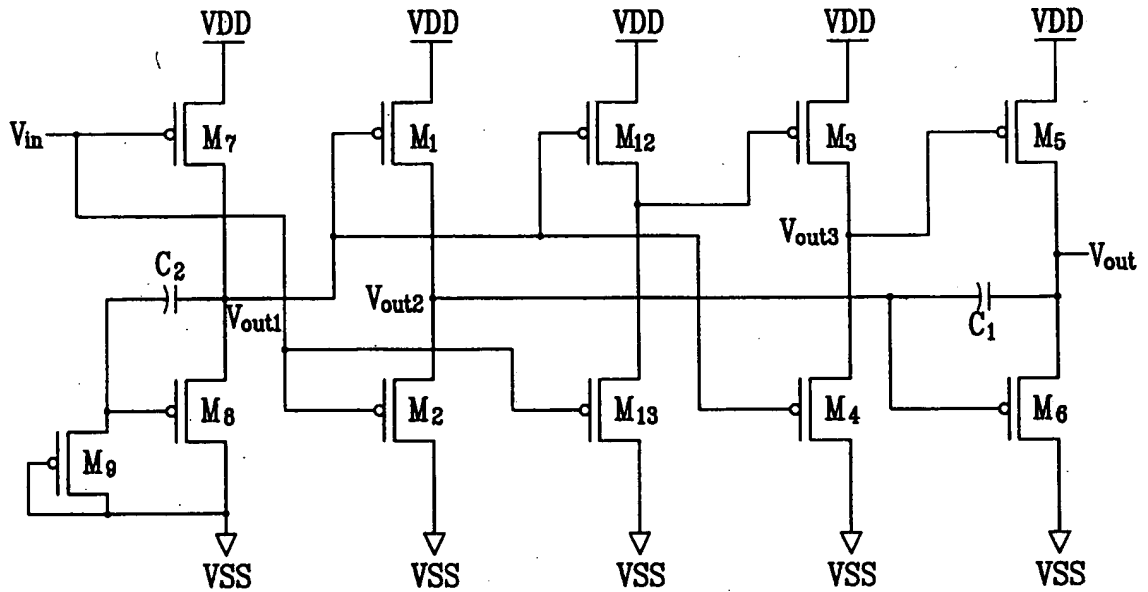 VDD VDD VDD VDD VDD
Vin M7 M1 M12 M3 M5
Vout3 Vout
C2 Vout1 Vout2 C1
M8 M2 M13 M4 M6
M9
VSS VSS VSS VSS VSS